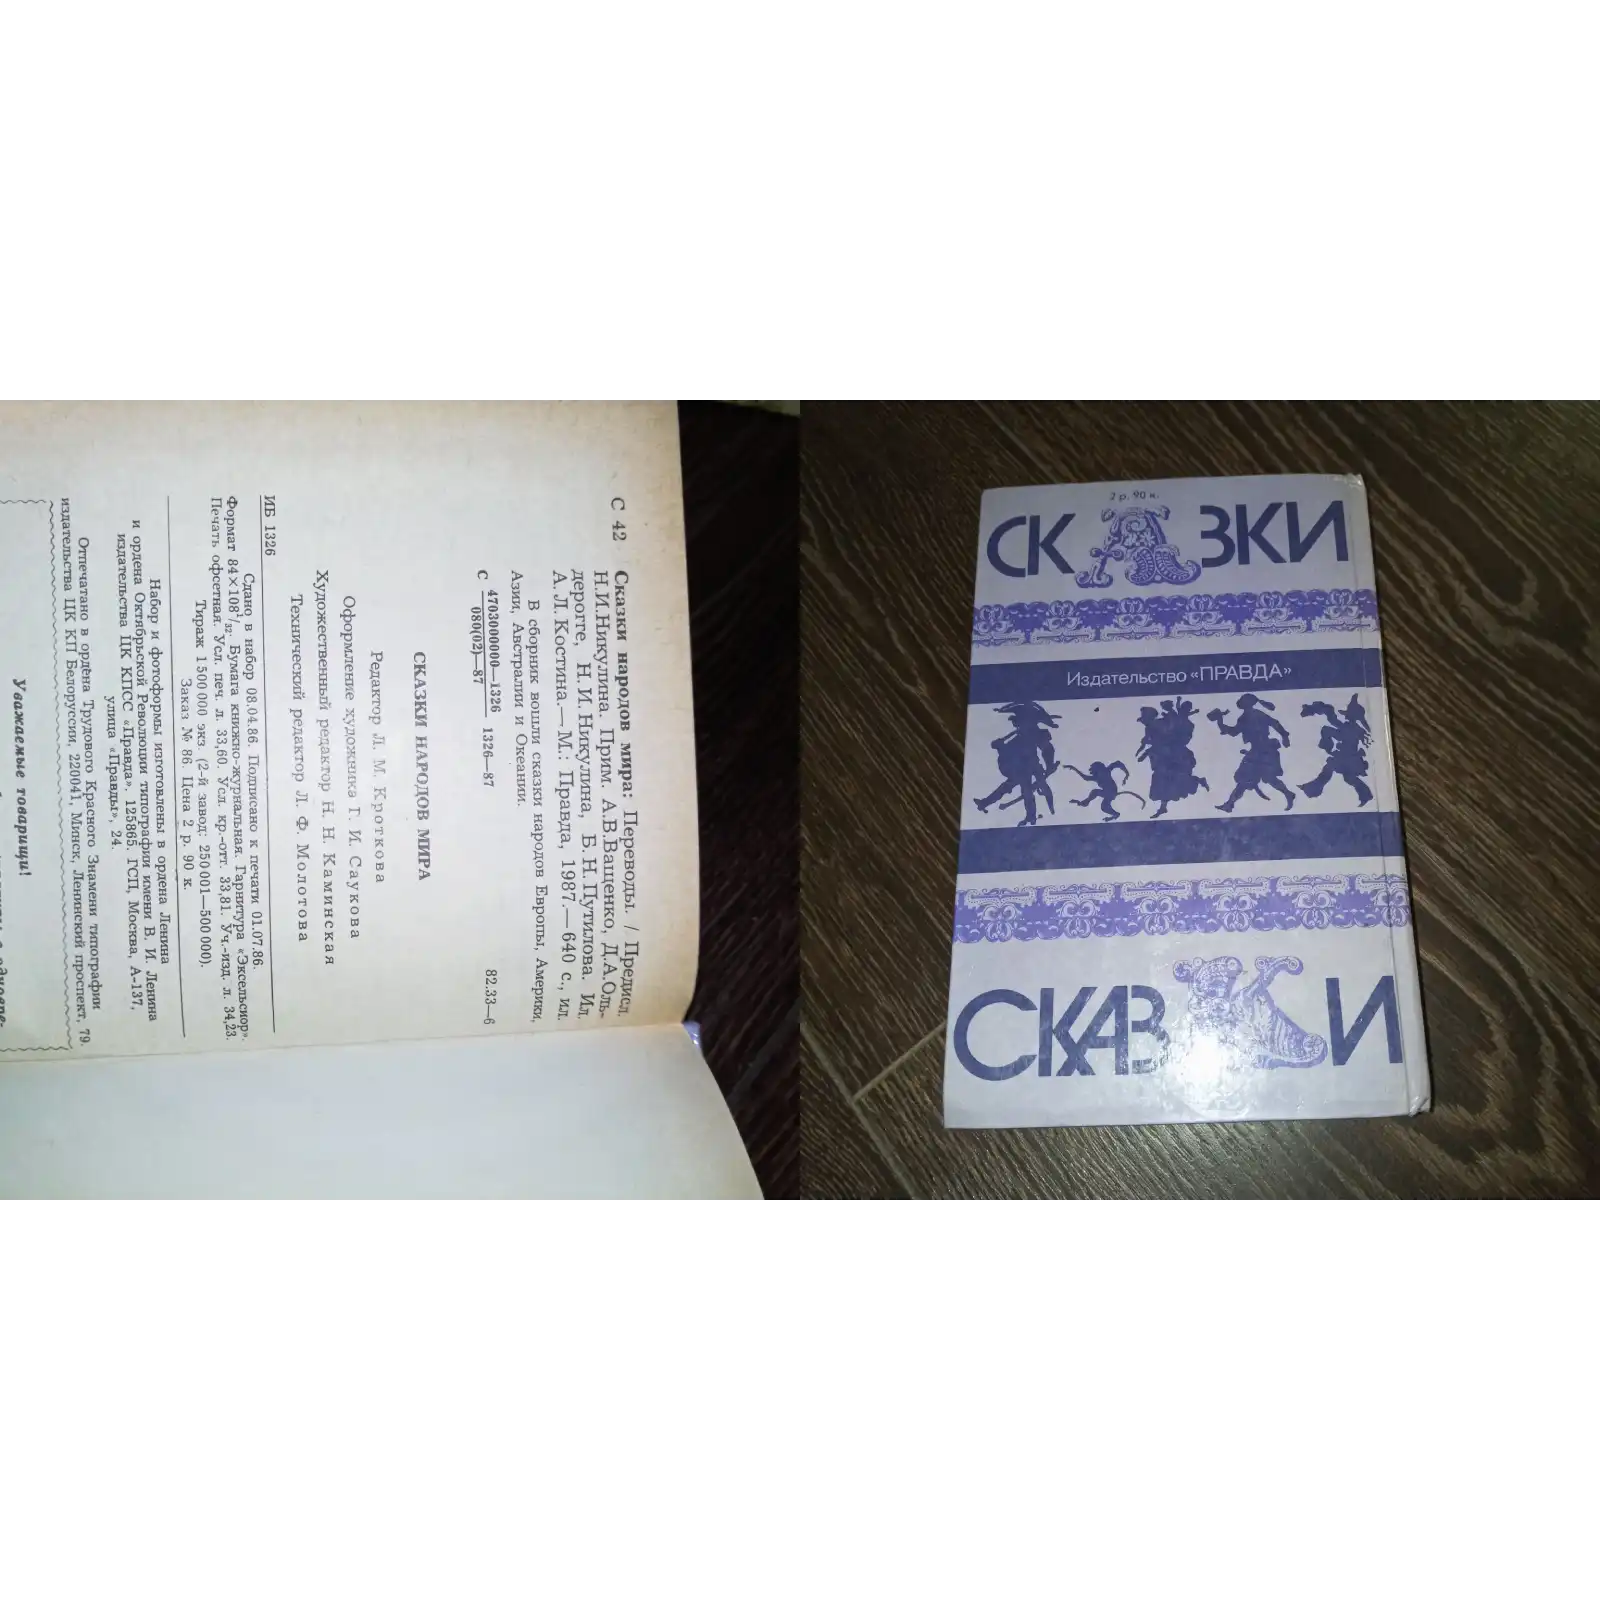 С 42
Сказки народов мира: Переводы. / Предисл.
Н.И.Никулина. Прим. А.В.Ващенко, Д.А.Оль-
дерогге, Н.И.Никулина, Б.Н.Путилова. Ил.
А.Л.Костина.—М.: Правда, 1987.—640 с., ил.
В сборник вошли сказки народов Европы, Америки,
Азии, Австралии и Океании.
С 4703000000—1326 1326—87
080(02)—87
82.33—6
СКАЗКИ НАРОДОВ МИРА
Редактор Л. М. Кроткова
Оформление художника Г. И. Саукова
Художественный редактор Н. Н. Каминская
Технический редактор Л. Ф. Молотова
ИБ 1326
Сдано в набор 08.04.86. Подписано к печати 01.07.86.
Формат 84×108¹/₃₂. Бумага книжно-журнальная. Гарнитура «Эксельсиор».
Печать офсетная. Усл. печ. л. 33,60. Усл. кр.-отт. 33,81. Уч.-изд. л. 34,23.
Тираж 1 500 000 экз. (2-й завод: 250 001—500 000).
Заказ № 86. Цена 2 р. 90 к.
Набор и фотоформы изготовлены в ордена Ленина
и ордена Октябрьской Революции типографии имени В. И. Ленина
издательства ЦК КПСС «Правда», 125865, ГСП, Москва, А-137,
улица «Правды», 24.
Отпечатано в ордена Трудового Красного Знамени типографии
издательства ЦК КП Белоруссии, 220041, Минск, Ленинский проспект, 79.
Уважаемые товарищи!
2 р. 90 к.
СКАЗКИ
Издательство «ПРАВДА»
СКАЗКИ